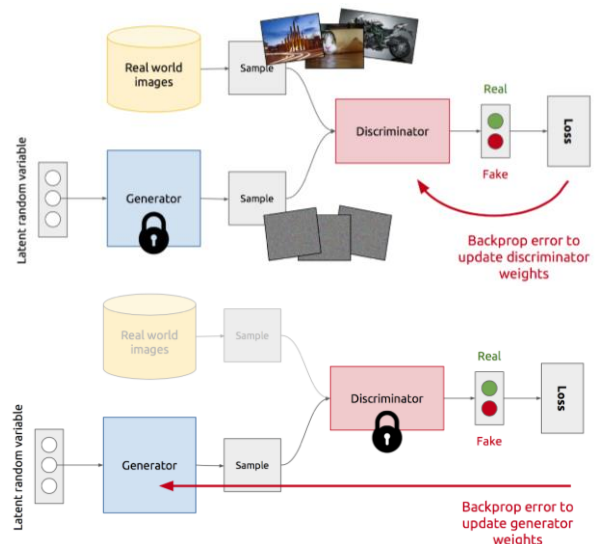 Real world
images
Sample
Latent random variable
Generator
Sample
Discriminator
Real
Fake
Loss
Backprop error to
update discriminator
weights
Real world
images
Sample
Latent random variable
Generator
Sample
Discriminator
Real
Fake
Loss
Backprop error to
update generator
weights